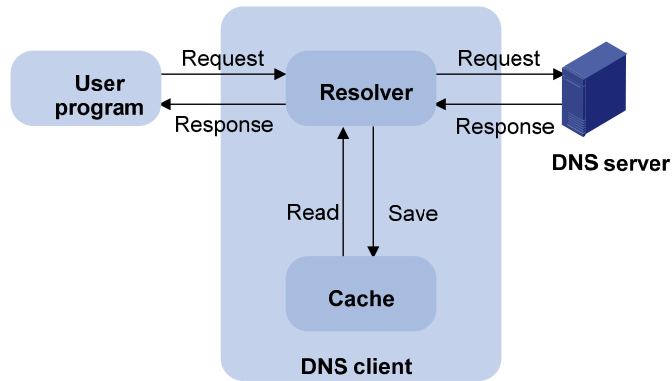 User
program
Request
Response
Resolver
Request
Response
DNS server
Read
Save
Cache
DNS client